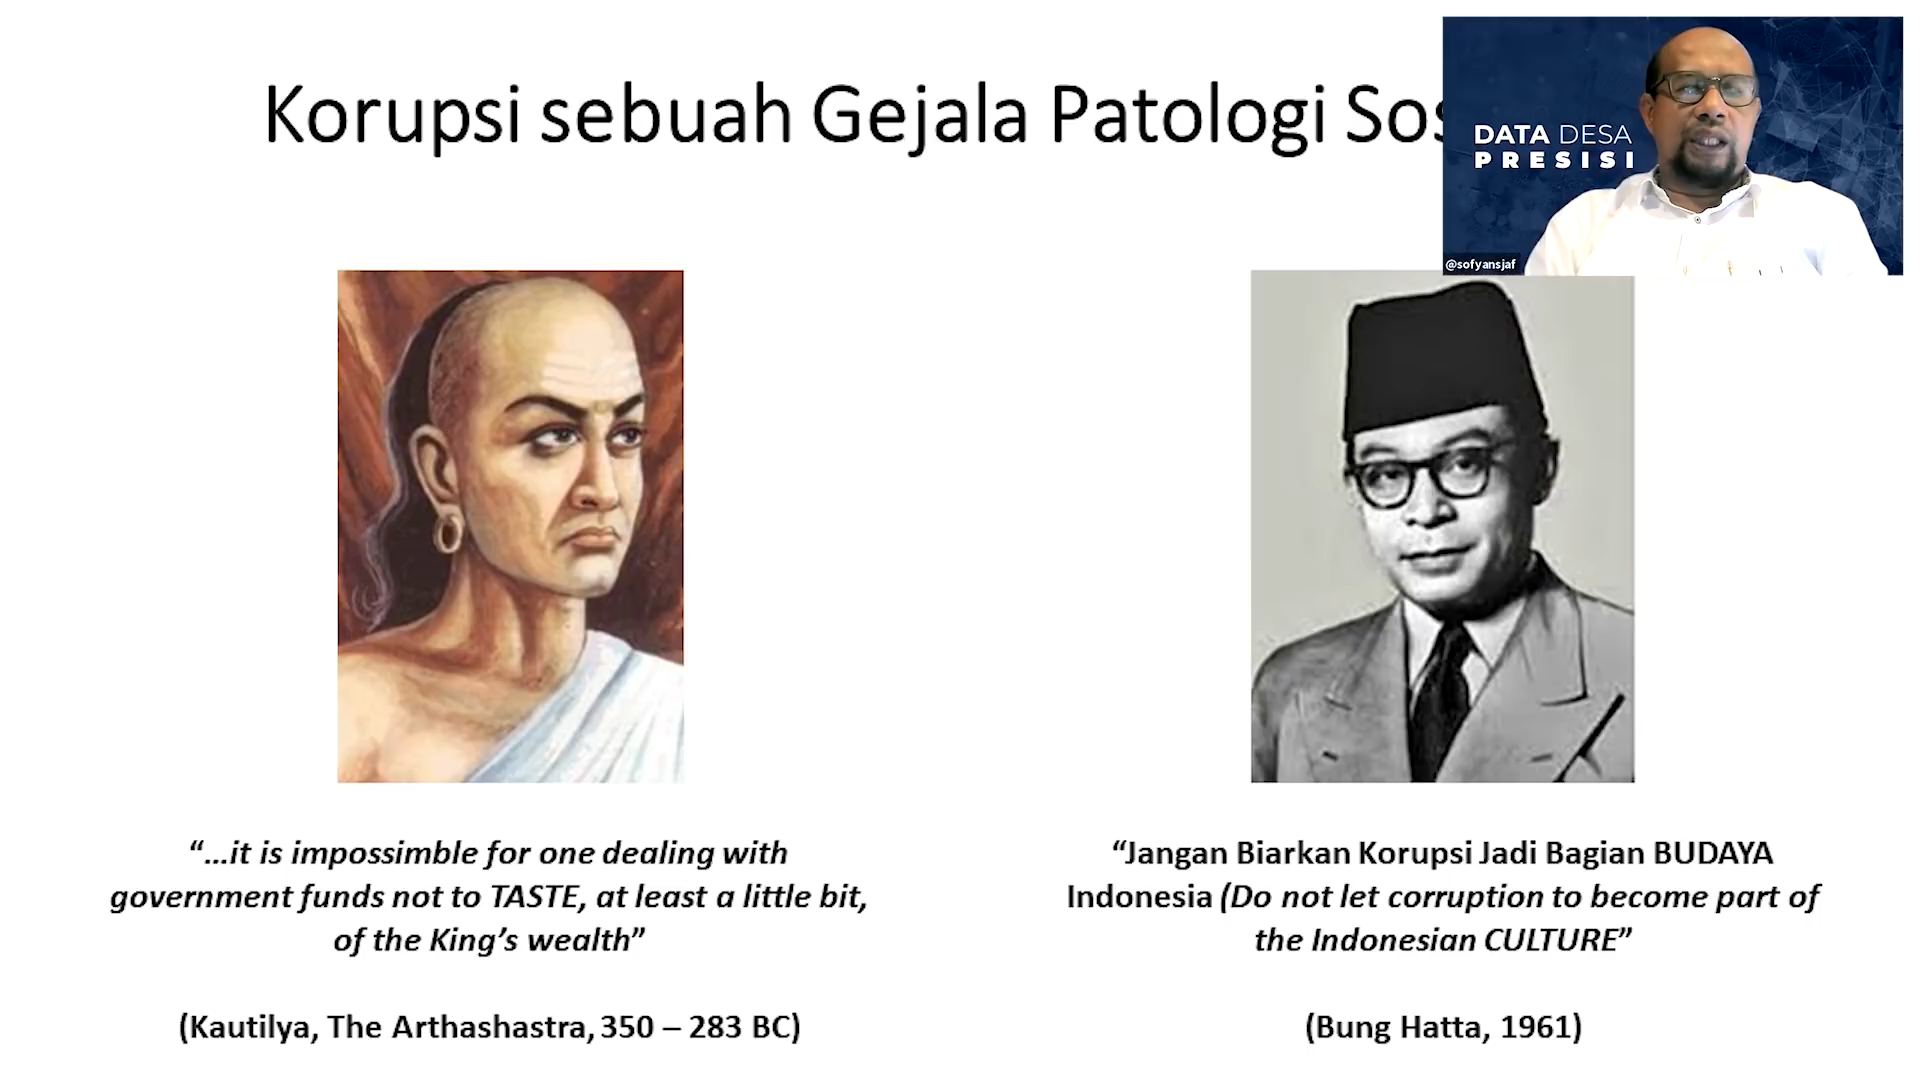 Korupsi sebuah Gejala Patologi Sos
DATA DESA
PRESISI
@sofyansjaf
“…it is impossimble for one dealing with
government funds not to TASTE, at least a little bit,
of the King’s wealth”
(Kautilya, The Arthashastra, 350 – 283 BC)
“Jangan Biarkan Korupsi Jadi Bagian BUDAYA
Indonesia (Do not let corruption to become part of
the Indonesian CULTURE”
(Bung Hatta, 1961)